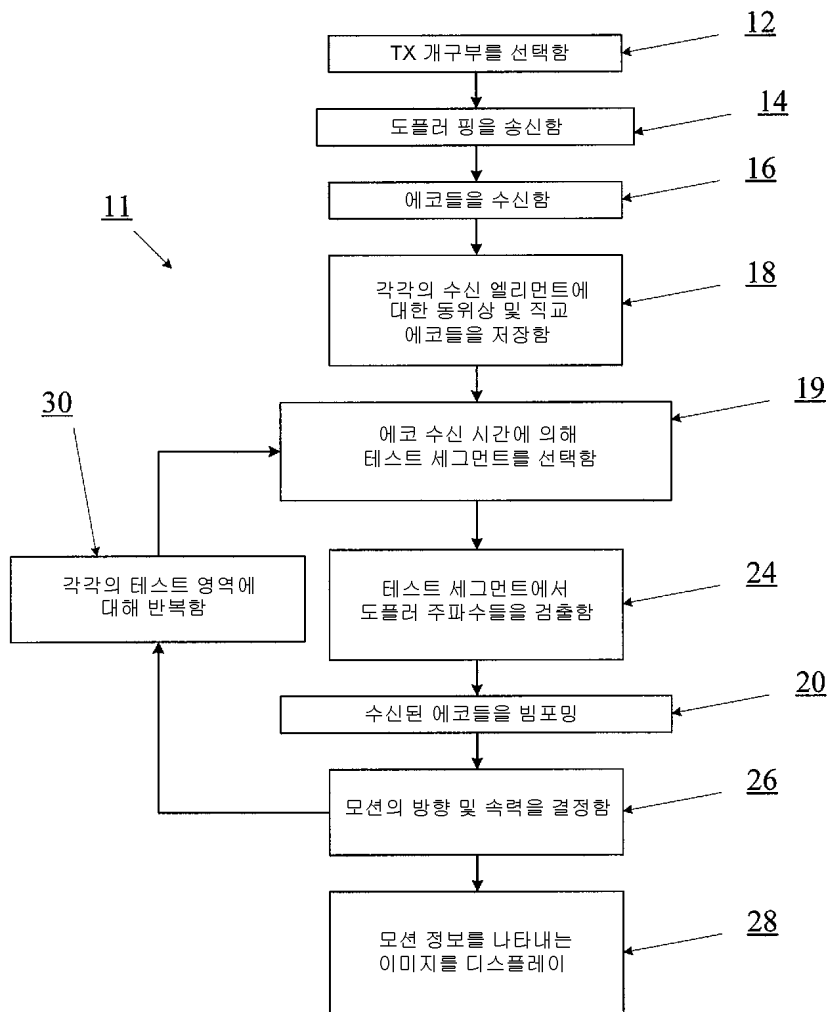 12
TX 개구부를 선택함
14
도플러 핑을 송신함
16
에코들을 수신함
11
18
각각의 수신 엘리먼트에
대한 동위상 및 직교
에코들을 저장함
19
30
에코 수신 시간에 의해
테스트 세그먼트를 선택함
각각의 테스트 영역에
대해 반복함
24
테스트 세그먼트에서
도플러 주파수들을 검출함
20
수신된 에코들을 빔포밍
26
모션의 방향 및 속력을 결정함
28
모션 정보를 나타내는
이미지를 디스플레이